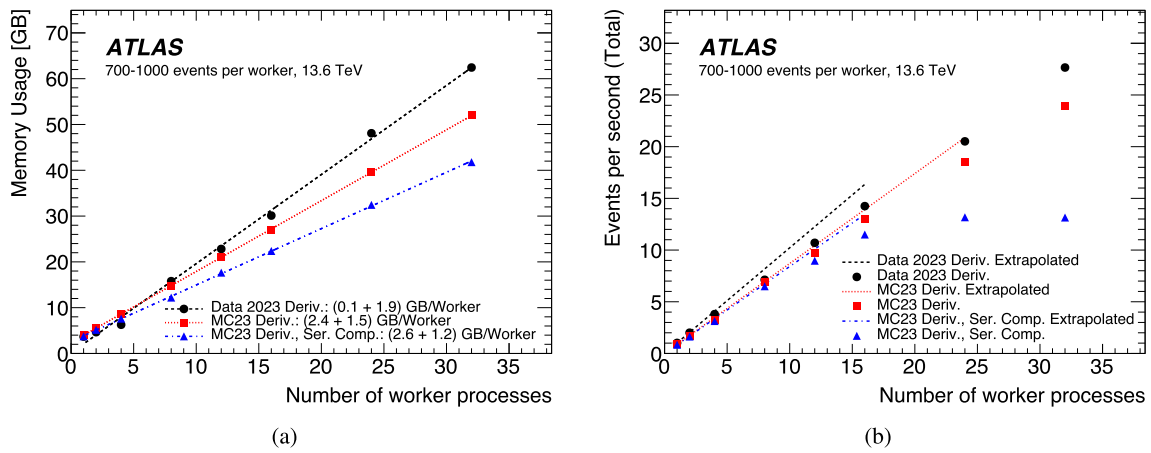 Memory Usage [GB]
70
60
50
40
30
20
10
0
ATLAS
700-1000 events per worker, 13.6 TeV
Data 2023 Deriv.: (0.1 + 1.9) GB/Worker
MC23 Deriv.: (2.4 + 1.5) GB/Worker
MC23 Deriv., Ser. Comp.: (2.6 + 1.2) GB/Worker
0 5 10 15 20 25 30 35
Number of worker processes
(a)
Events per second (Total)
30
25
20
15
10
5
0
ATLAS
700-1000 events per worker, 13.6 TeV
Data 2023 Deriv. Extrapolated
Data 2023 Deriv.
MC23 Deriv. Extrapolated
MC23 Deriv.
MC23 Deriv., Ser. Comp. Extrapolated
MC23 Deriv., Ser. Comp.
0 5 10 15 20 25 30 35
Number of worker processes
(b)